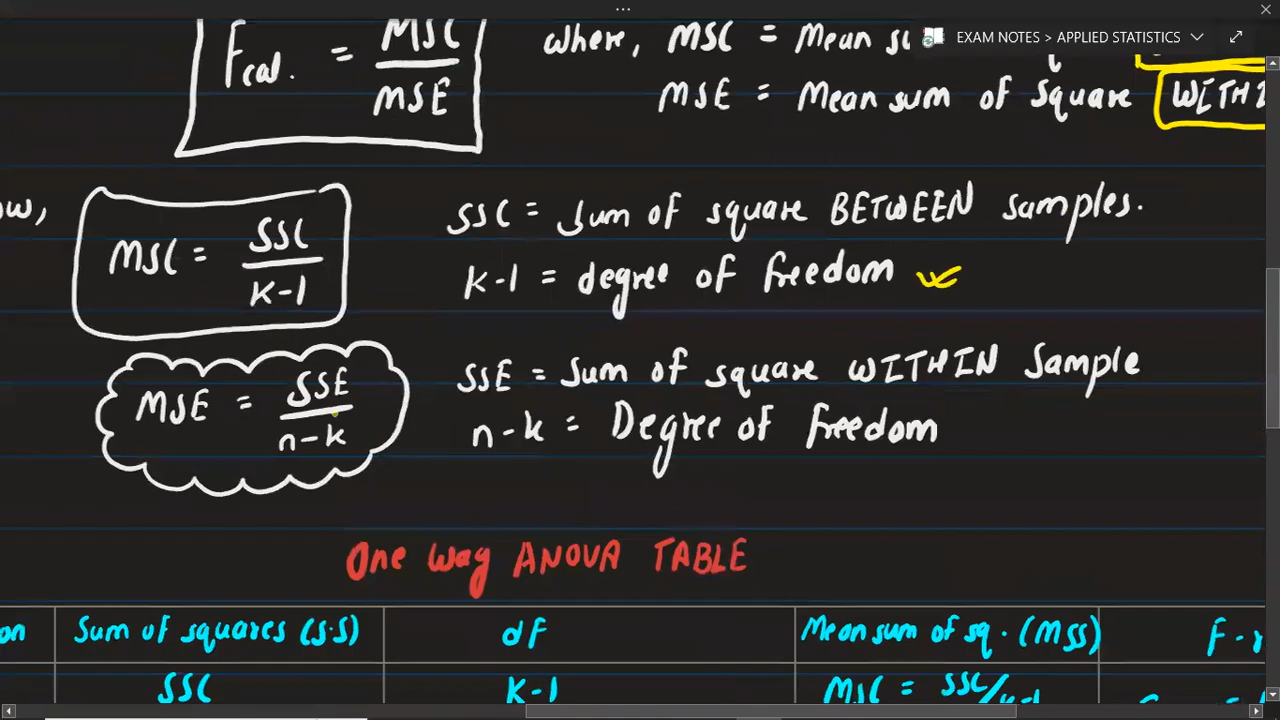 EXAM NOTES > APPLIED STATISTICS
Fcal. = MSC / MSE
where, MSC = Mean
MSE = Mean sum of square
MSC = SSC / K-1
SSC = Sum of square BETWEEN samples.
K-1 = degree of freedom
MSE = SSE / n-k
SSE = Sum of square WITHIN Sample
n-k = Degree of freedom
One way ANOVA TABLE
Sum of squares (S.S) dF Mean sum of sq. (MSS)
SSC K-1 MSC = SSC/